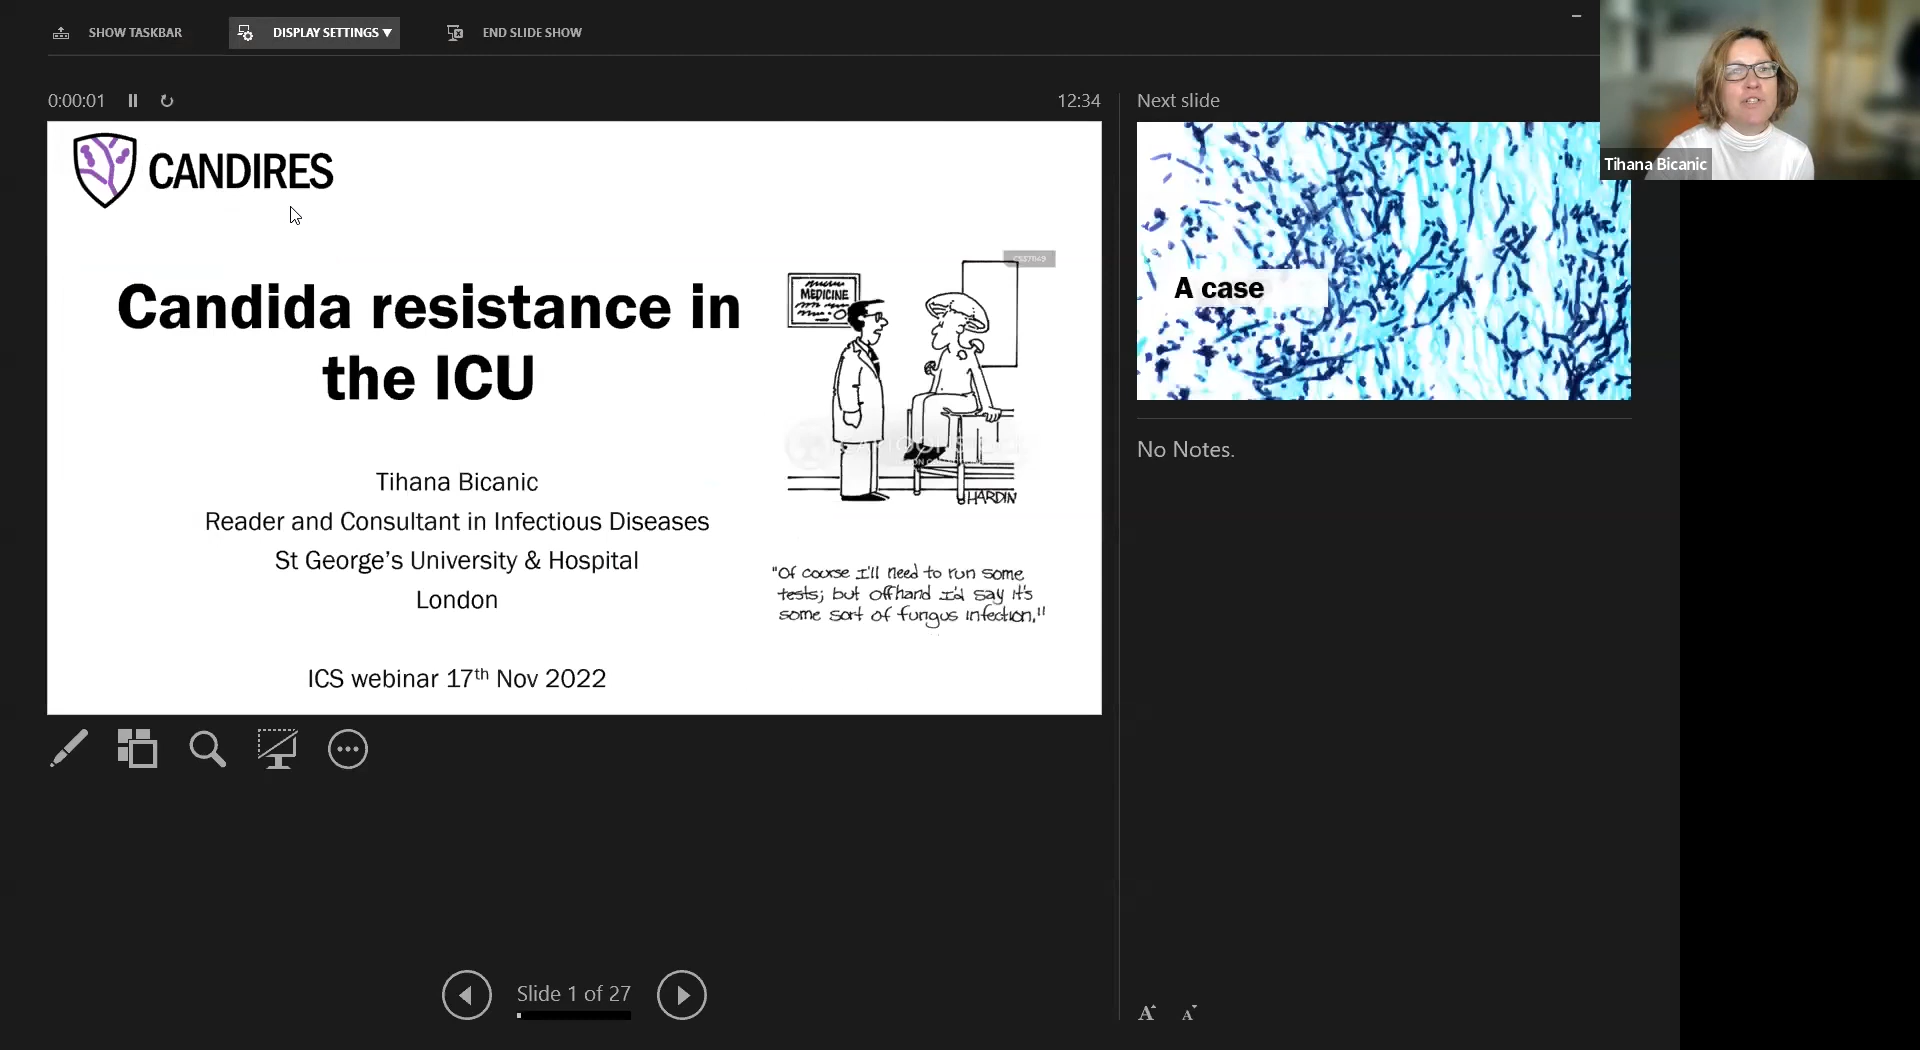 SHOW TASKBAR
DISPLAY SETTINGS ▼
END SLIDE SHOW
0:00:01
12:34
Next slide
CANDIRES
Candida resistance in
the ICU
MEDICINE
HARDIN
"Of course I'll need to run some
tests; but offhand I'd say it's
some sort of fungus infection."
Tihana Bicanic
Reader and Consultant in Infectious Diseases
St George's University & Hospital
London
ICS webinar 17th Nov 2022
A case
Tihana Bicanic
No Notes.
Slide 1 of 27
A
A